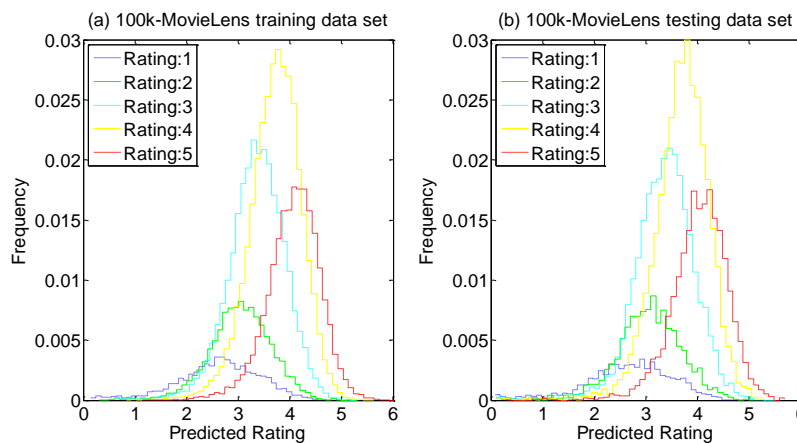 (a) 100k-MovieLens training data set
0.03
0.025
0.02
0.015
0.01
0.005
0
Frequency
Rating:1
Rating:2
Rating:3
Rating:4
Rating:5
0 1 2 3 4 5 6
Predicted Rating
(b) 100k-MovieLens testing data set
0.03
0.025
0.02
0.015
0.01
0.005
0
Frequency
Rating:1
Rating:2
Rating:3
Rating:4
Rating:5
0 1 2 3 4 5 6
Predicted Rating